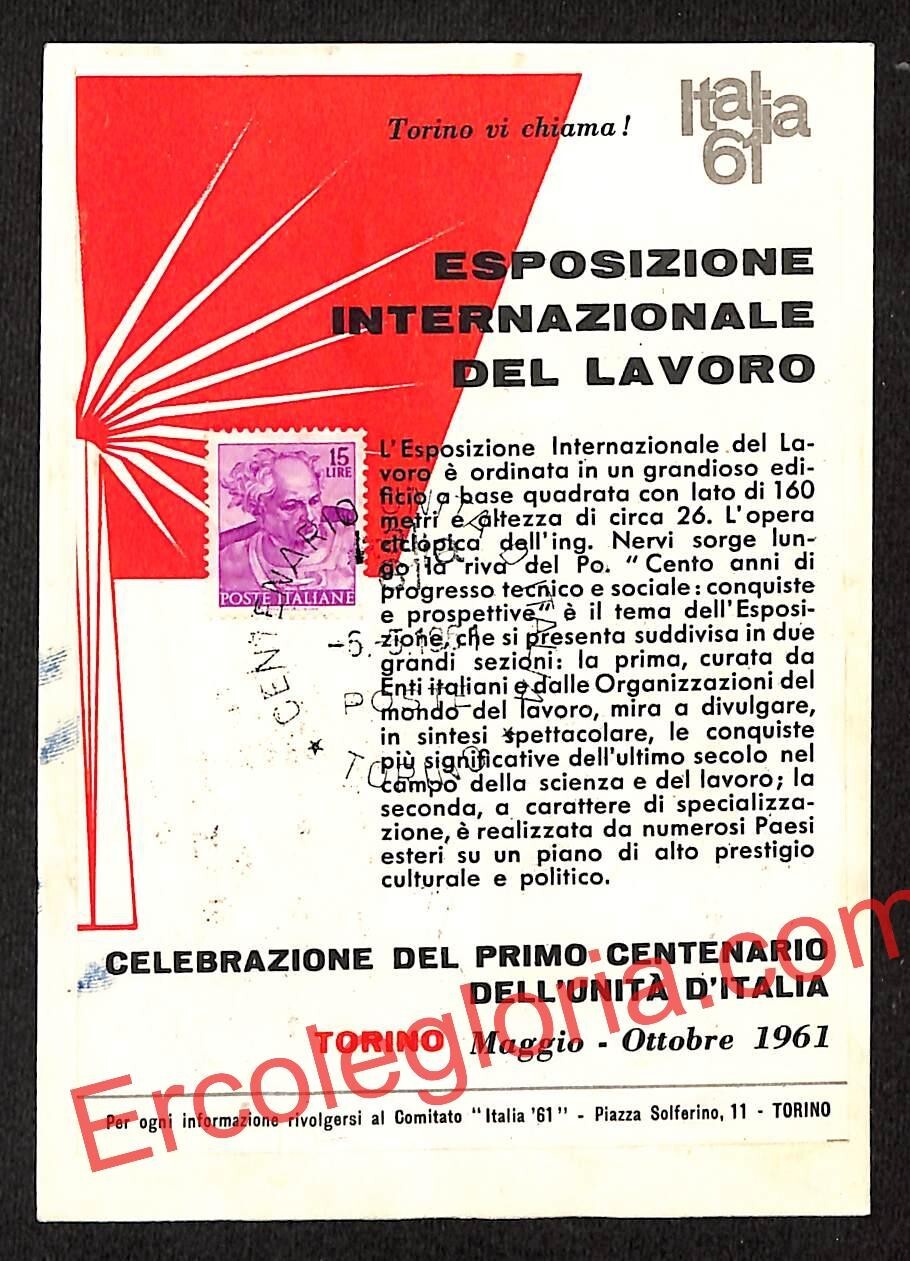 Torino vi chiama!
Italia
61
ESPOSIZIONE
INTERNAZIONALE
DEL LAVORO
15
LIRE
POSTE ITALIANE
L'Esposizione Internazionale del La-
voro è ordinata in un grandioso edi-
ficio a base quadrata con lato di 160
metri e altezza di circa 26. L'opera
ciclopica dell'ing. Nervi sorge lun-
go la riva del Po. "Cento anni di
progresso tecnico e sociale: conquiste
e prospettive" è il tema dell'Esposi-
zione, che si presenta suddivisa in due
grandi sezioni: la prima, curata da
Enti italiani e dalle Organizzazioni del
mondo del lavoro, mira a divulgare,
in sintesi spettacolare, le conquiste
più significative dell'ultimo secolo nel
campo della scienza e del lavoro; la
seconda, a carattere di specializza-
zione, è realizzata da numerosi Paesi
esteri su un piano di alto prestigio
culturale e politico.
CENTENARIO UNITÀ D'ITALIA
1961
POSTE
TORINO
CELEBRAZIONE DEL PRIMO CENTENARIO
DELL'UNITÀ D'ITALIA
TORINO Maggio - Ottobre 1961
Per ogni informazione rivolgersi al Comitato "Italia '61" - Piazza Solferino, 11 - TORINO
Ercolegloria.com